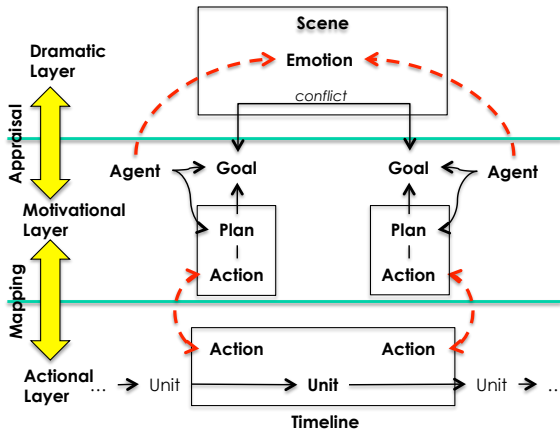 Scene
Dramatic
Layer
Emotion
conflict
Appraisal
Agent
Goal
Goal
Agent
Motivational
Layer
Plan
Plan
Action
Action
Mapping
Action
Action
Actional
Layer
... Unit Unit Unit ...
Timeline